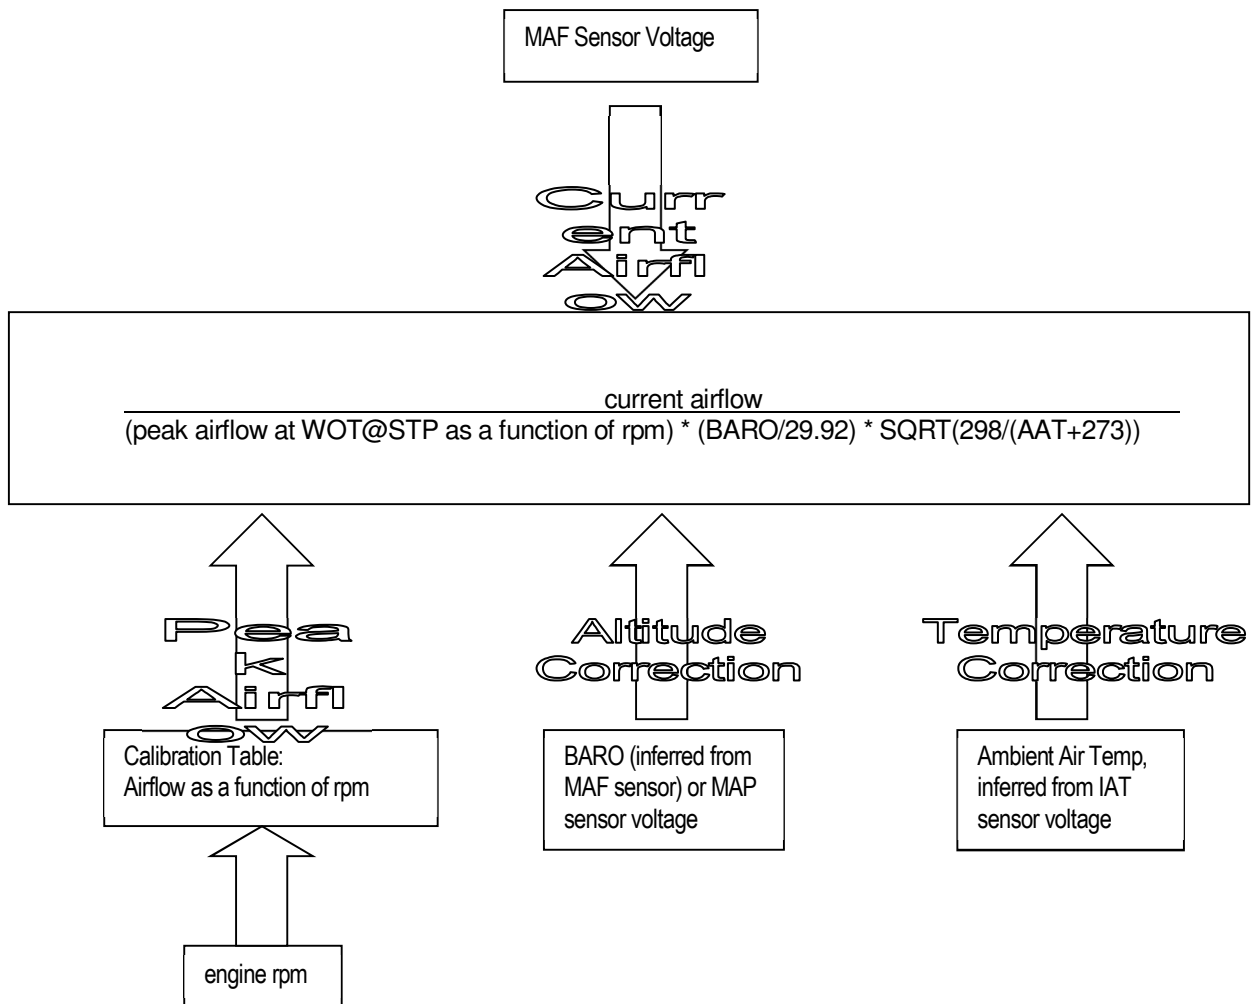 MAF Sensor Voltage
Curr
ent
Airfl
ow
current airflow
(peak airflow at WOT@STP as a function of rpm) * (BARO/29.92) * SQRT(298/(AAT+273))
Pea
k
Airfl
ow
Altitude
Correction
Temperature
Correction
Calibration Table:
Airflow as a function of rpm
BARO (inferred from
MAF sensor) or MAP
sensor voltage
Ambient Air Temp,
inferred from IAT
sensor voltage
engine rpm